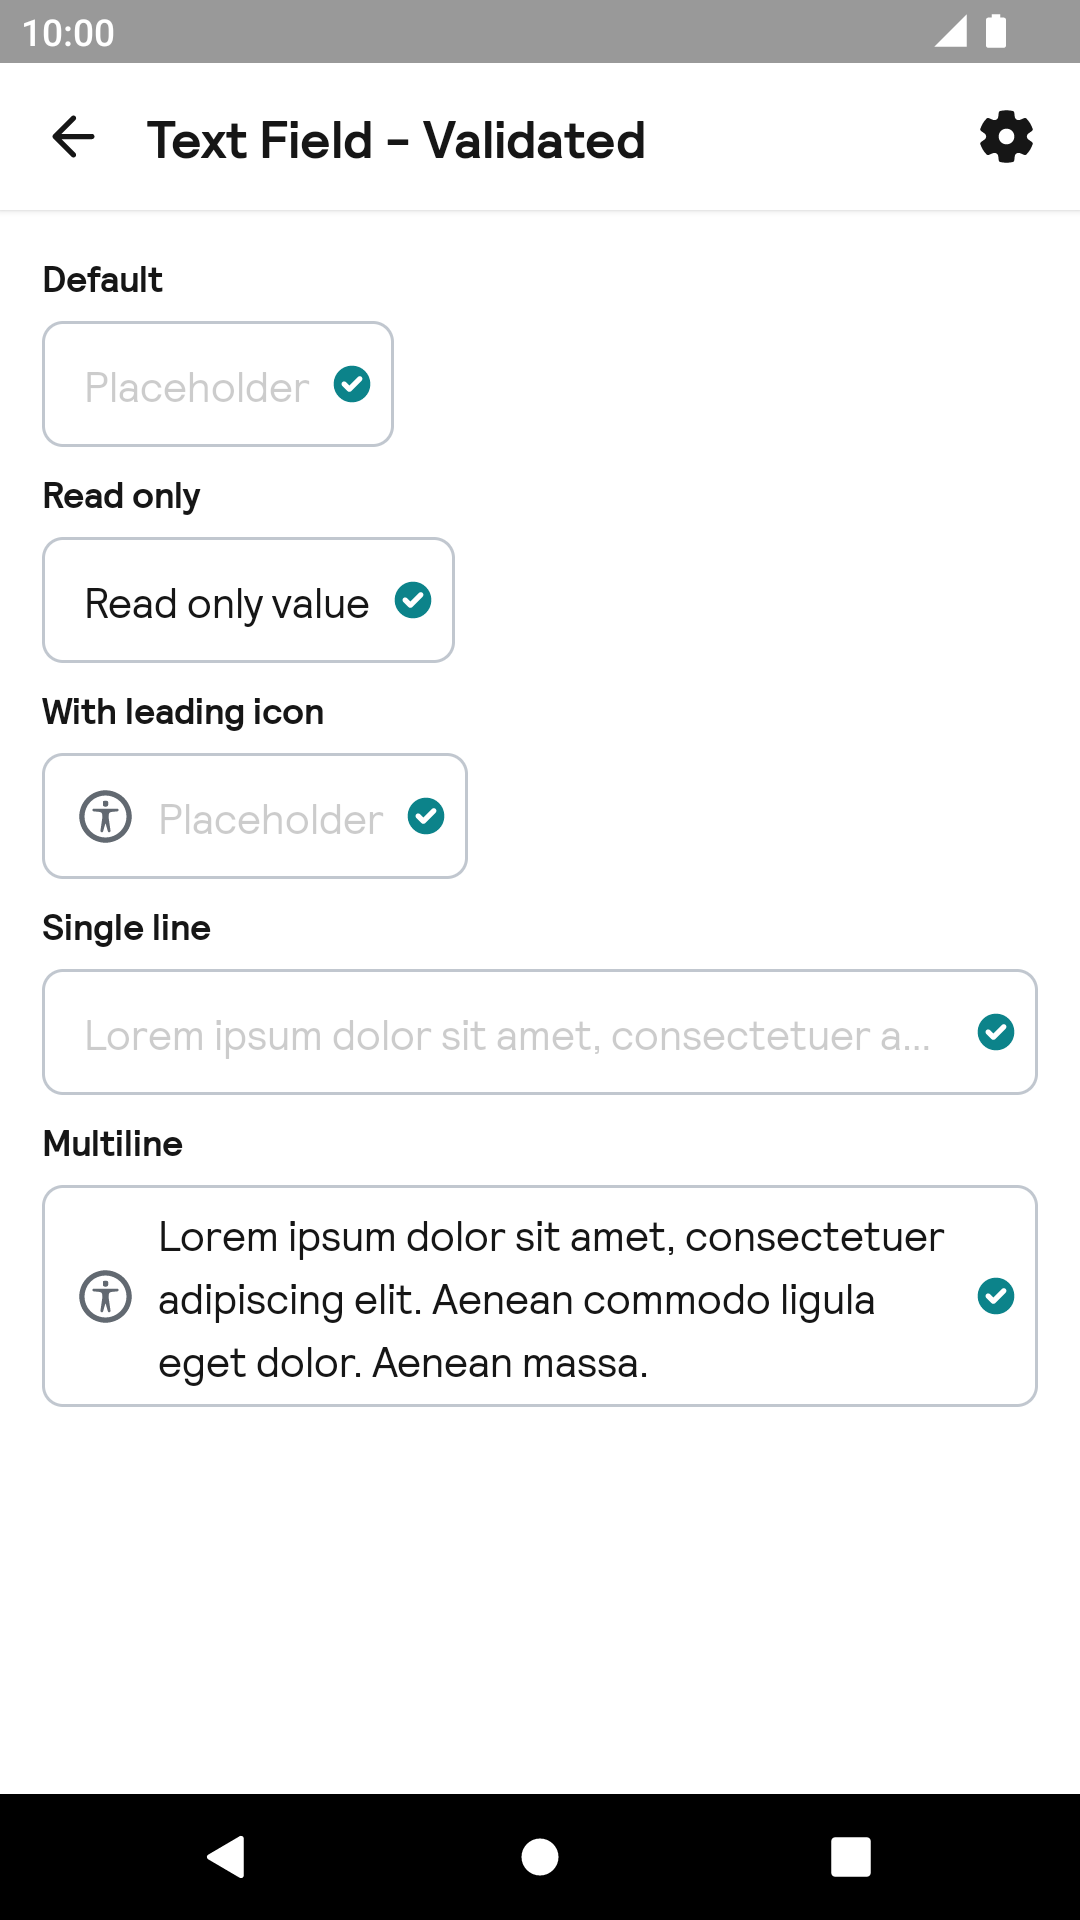 10:00
Text Field - Validated
Default
Placeholder
Read only
Read only value
With leading icon
Placeholder
Single line
Lorem ipsum dolor sit amet, consectetuer a...
Multiline
Lorem ipsum dolor sit amet, consectetuer
adipiscing elit. Aenean commodo ligula
eget dolor. Aenean massa.